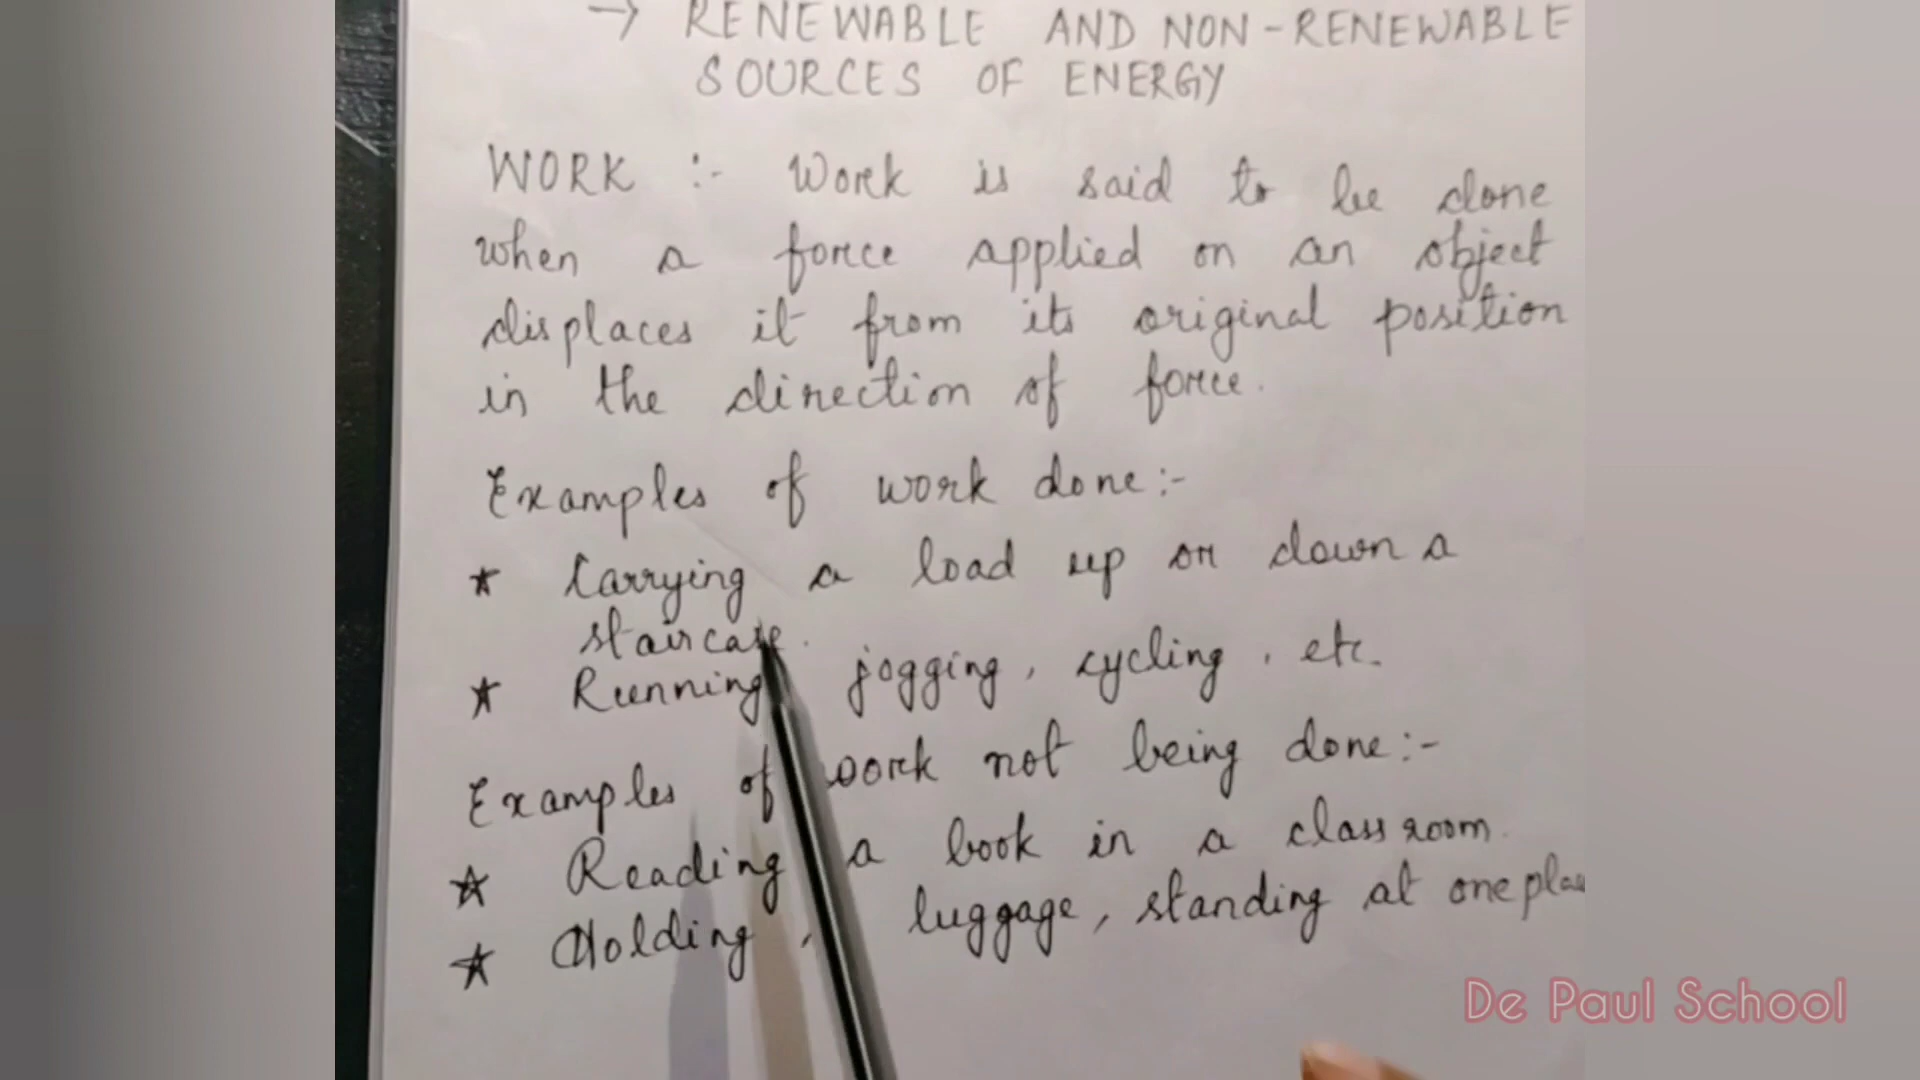 → RENEWABLE AND NON-RENEWABLE
SOURCES OF ENERGY
WORK :- Work is said to be done
when a force applied on an object
displaces it from its original position
in the direction of force.
Examples of work done:-
★ Carrying a load up or down a
staircase.
★ Running jogging, cycling, etc.
Examples of work not being done:-
★ Reading a book in a classroom.
★ Holding luggage, standing at one
De Paul School